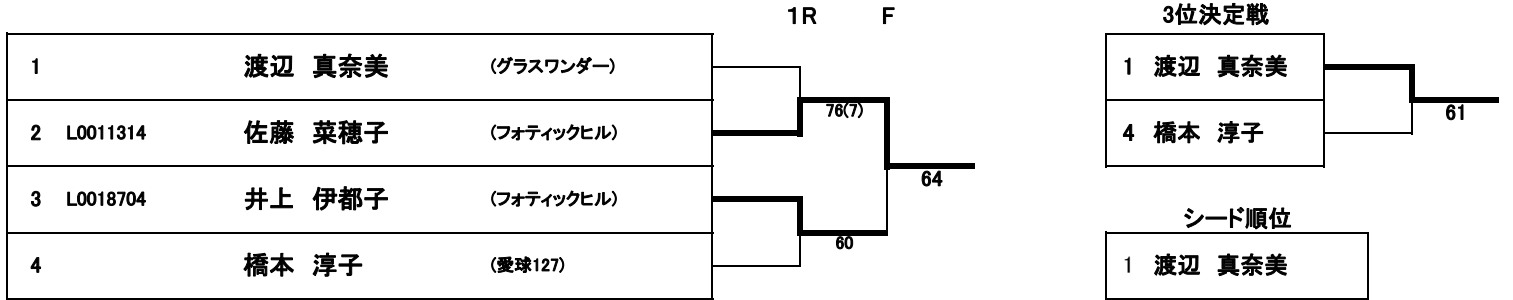 １R F
1 渡辺 真奈美 (グラスワンダー)
2 L0011314 佐藤 菜穂子 (フォティックヒル)
3 L0018704 井上 伊都子 (フォティックヒル)
4 橋本 淳子 (愛球127)
76(7)
60
64
3位決定戦
1 渡辺 真奈美
4 橋本 淳子
61
シード順位
1 渡辺 真奈美